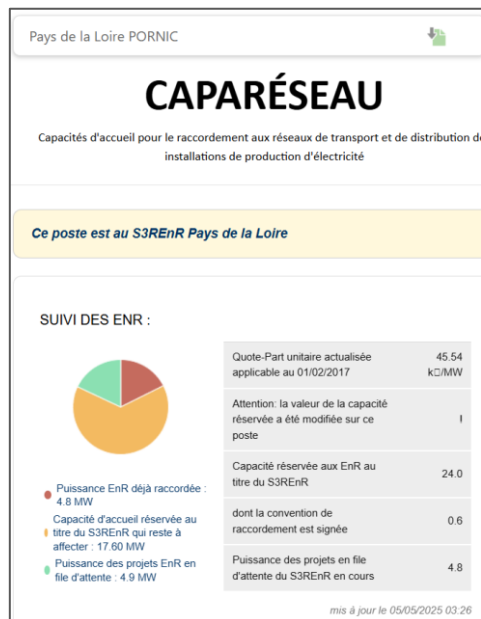 Pays de la Loire PORNIC
CAPARÉSEAU
Capacités d'accueil pour le raccordement aux réseaux de transport et de distribution de
installations de production d'électricité
Ce poste est au S3REnR Pays de la Loire
SUIVI DES ENR :
Puissance EnR déjà raccordée :
4.8 MW
Capacité d'accueil réservée au
titre du S3REnR qui reste à
affecter : 17.60 MW
Puissance des projets EnR en
file d'attente : 4.9 MW
Quote-Part unitaire actualisée
applicable au 01/02/2017
45.54
k□/MW
Attention: la valeur de la capacité
réservée a été modifiée sur ce
poste
!
Capacité réservée aux EnR au
titre du S3REnR
24.0
dont la convention de
raccordement est signée
0.6
Puissance des projets en file
d'attente du S3REnR en cours
4.8
mis à jour le 05/05/2025 03:26